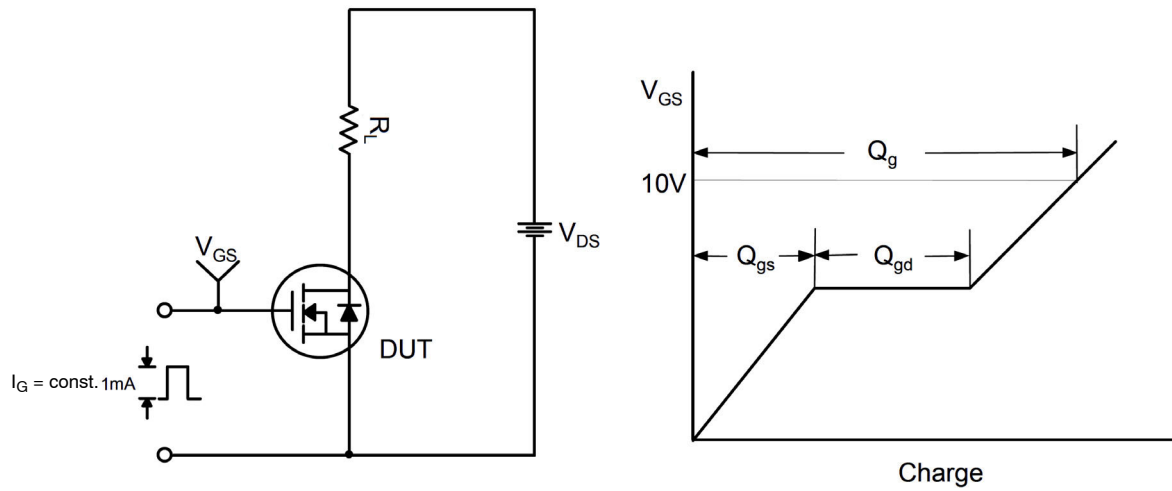 R_L
V_DS
V_GS
DUT
I_G = const. 1mA
V_GS
Q_g
10V
Q_gs
Q_gd
Charge